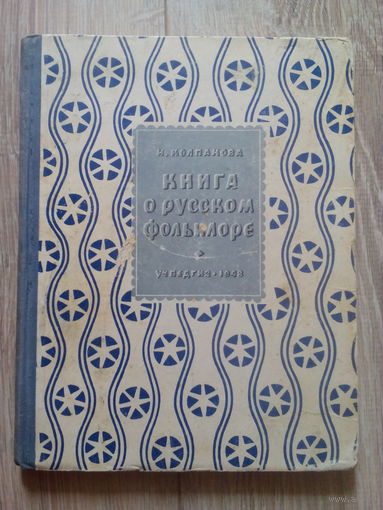 Н. КОЛПАКОВА
КНИГА
О РУССКОМ
ФОЛЬКЛОРЕ
УЧПЕДГИЗ • 1948